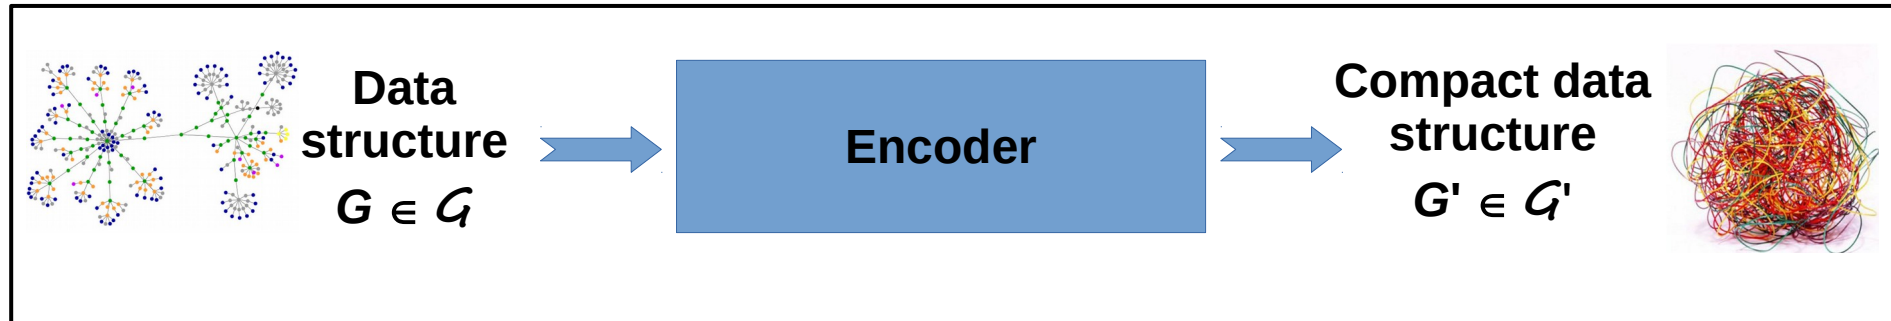 Data
structure
G ∈ 𝒢
Encoder
Compact data
structure
G' ∈ 𝒢'